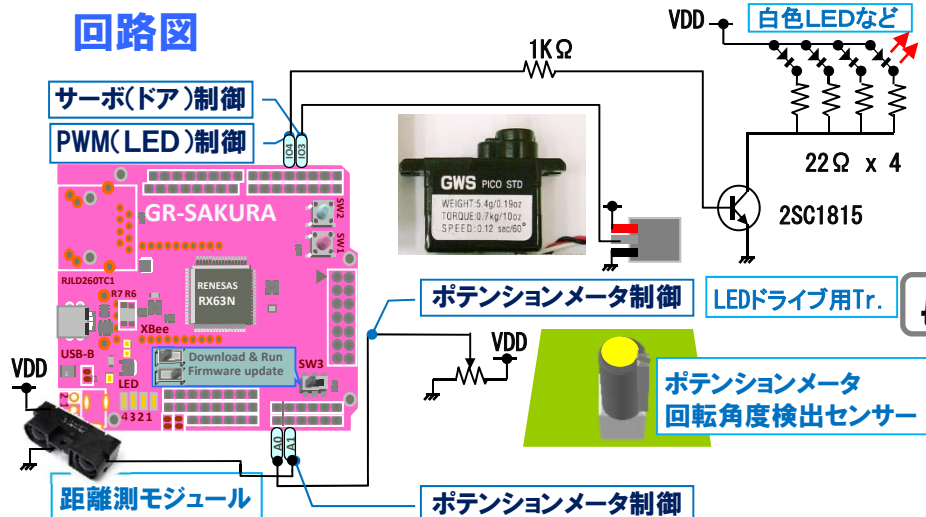 回路図
VDD
白色LEDなど
1KΩ
サーボ(ドア)制御
PWM(LED)制御
IO4
IO3
22Ω x 4
2SC1815
GWS PICO STD
WEIGHT:5.4g/0.19oz
TORQUE:0.7kg/10oz
SPEED:0.12 sec/60°
GR-SAKURA
SW2
SW1
RENESAS
RX63N
RJLD260TC1
R7 R6
XBee
USB-B
LED
4321
Download & Run
Firmware update
SW3
ポテンションメータ制御
LEDドライブ用Tr.
VDD
VDD
2 1
A0
A1
ポテンションメータ
回転角度検出センサー
距離測モジュール
ポテンションメータ制御